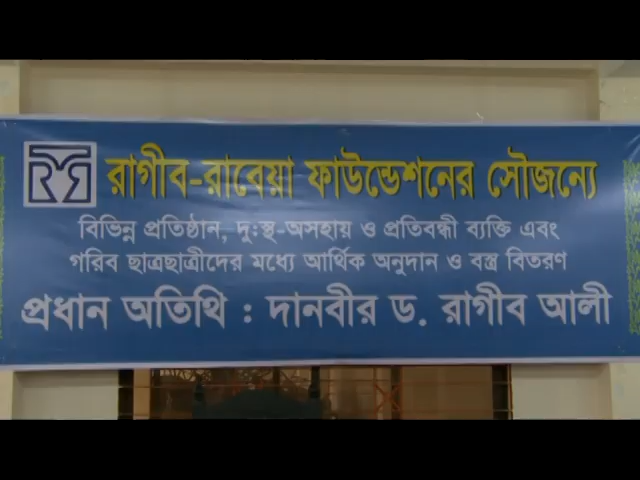 রাগীব-রাবেয়া ফাউন্ডেশনের সৌজন্যে
বিভিন্ন প্রতিষ্ঠান, দু:স্থ-অসহায় ও প্রতিবন্ধী ব্যক্তি এবং
গরিব ছাত্রছাত্রীদের মধ্যে আর্থিক অনুদান ও বস্ত্র বিতরণ
প্রধান অতিথি : দানবীর ড. রাগীব আলী